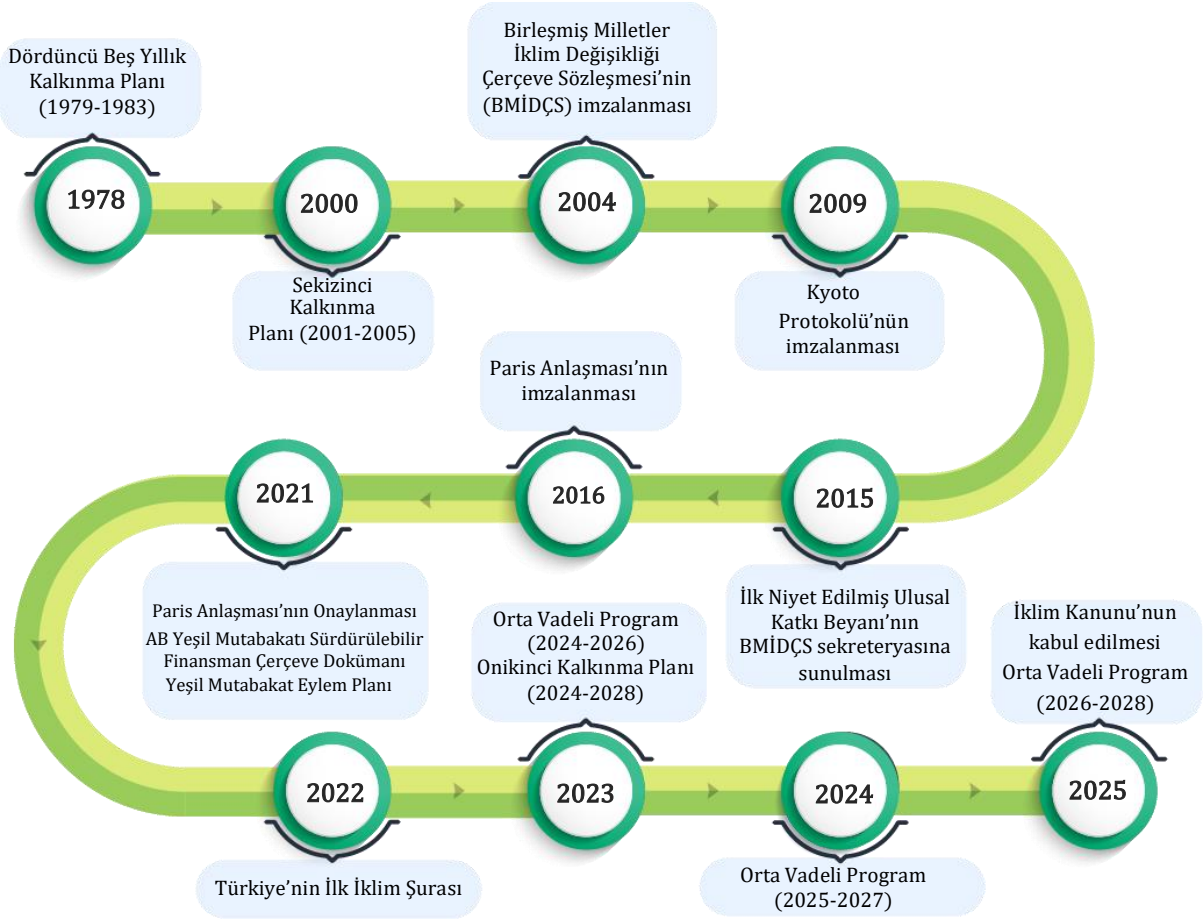 Dördüncü Beş Yıllık
Kalkınma Planı
(1979-1983)
1978
2000
Sekizinci
Kalkınma
Planı (2001-2005)
Birleşmiş Milletler
İklim Değişikliği
Çerçeve Sözleşmesi’nin
(BMİDÇS) imzalanması
2004
2009
Kyoto
Protokolü’nün
imzalanması
2015
İlk Niyet Edilmiş Ulusal
Katkı Beyanı’nın
BMİDÇS sekreteryasına
sunulması
Paris Anlaşması’nın
imzalanması
2016
2021
Paris Anlaşması’nın Onaylanması
AB Yeşil Mutabakatı Sürdürülebilir
Finansman Çerçeve Dokümanı
Yeşil Mutabakat Eylem Planı
2022
Türkiye’nin İlk İklim Şurası
Orta Vadeli Program
(2024-2026)
Onikinci Kalkınma Planı
(2024-2028)
2023
2024
Orta Vadeli Program
(2025-2027)
İklim Kanunu’nun
kabul edilmesi
Orta Vadeli Program
(2026-2028)
2025